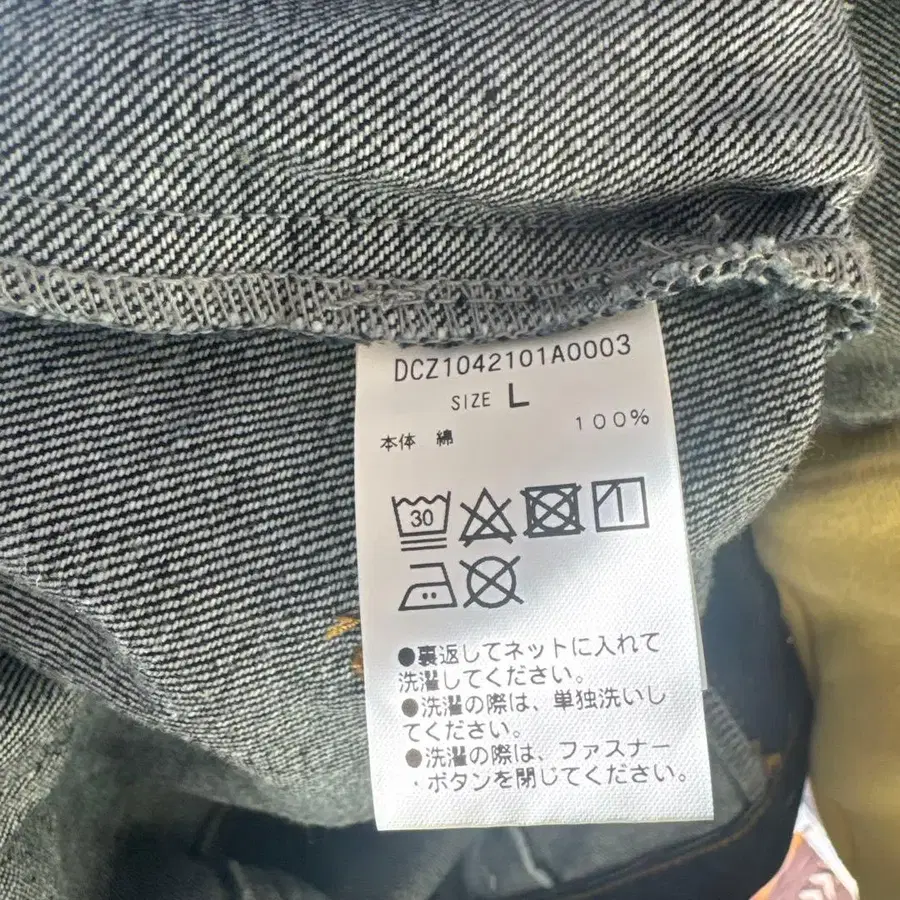 DCZ1042101A0003
SIZE L
本体 綿 100%
30
●裏返してネットに入れて
洗濯してください。
●洗濯の際は、単独洗いし
てください。
●洗濯の際は、ファスナー
・ボタンを閉じてください。